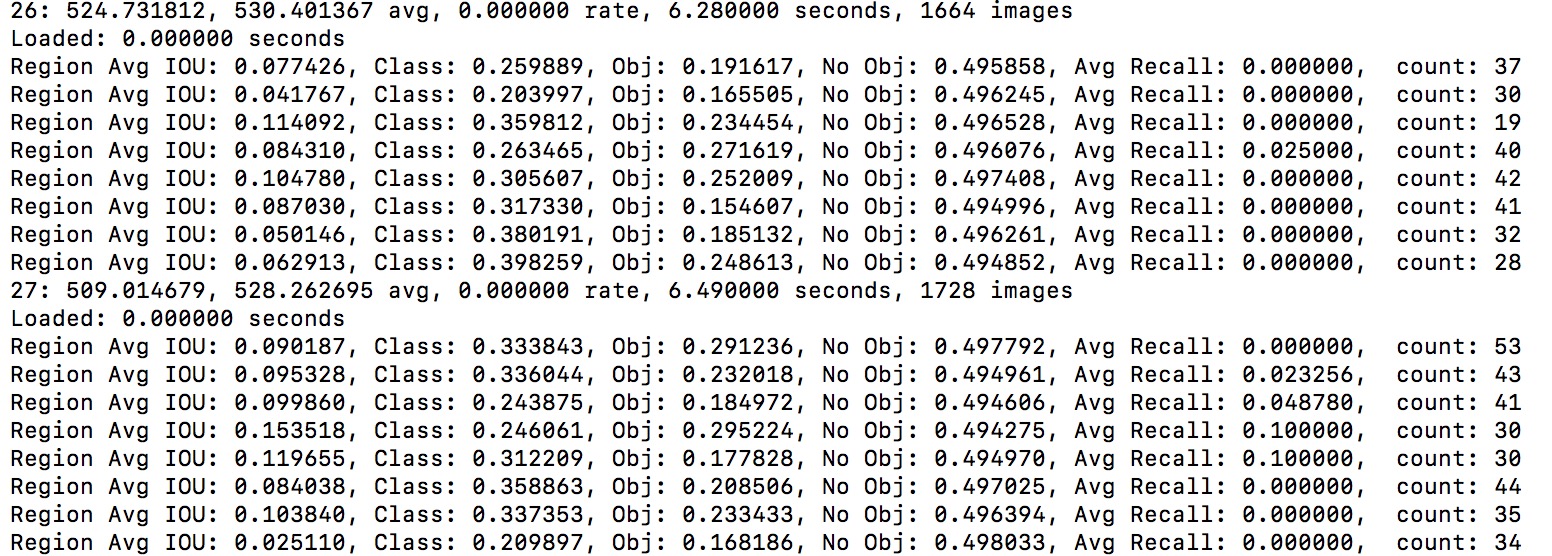 26: 524.731812, 530.401367 avg, 0.000000 rate, 6.280000 seconds, 1664 images
Loaded: 0.000000 seconds
Region Avg IOU: 0.077426, Class: 0.259889, Obj: 0.191617, No Obj: 0.495858, Avg Recall: 0.000000,  count: 37
Region Avg IOU: 0.041767, Class: 0.203997, Obj: 0.165505, No Obj: 0.496245, Avg Recall: 0.000000,  count: 30
Region Avg IOU: 0.114092, Class: 0.359812, Obj: 0.234454, No Obj: 0.496528, Avg Recall: 0.000000,  count: 19
Region Avg IOU: 0.084310, Class: 0.263465, Obj: 0.271619, No Obj: 0.496076, Avg Recall: 0.025000,  count: 40
Region Avg IOU: 0.104780, Class: 0.305607, Obj: 0.252009, No Obj: 0.497408, Avg Recall: 0.000000,  count: 42
Region Avg IOU: 0.087030, Class: 0.317330, Obj: 0.154607, No Obj: 0.494996, Avg Recall: 0.000000,  count: 41
Region Avg IOU: 0.050146, Class: 0.380191, Obj: 0.185132, No Obj: 0.496261, Avg Recall: 0.000000,  count: 32
Region Avg IOU: 0.062913, Class: 0.398259, Obj: 0.248613, No Obj: 0.494852, Avg Recall: 0.000000,  count: 28
27: 509.014679, 528.262695 avg, 0.000000 rate, 6.490000 seconds, 1728 images
Loaded: 0.000000 seconds
Region Avg IOU: 0.090187, Class: 0.333843, Obj: 0.291236, No Obj: 0.497792, Avg Recall: 0.000000,  count: 53
Region Avg IOU: 0.095328, Class: 0.336044, Obj: 0.232018, No Obj: 0.494961, Avg Recall: 0.023256,  count: 43
Region Avg IOU: 0.099860, Class: 0.243875, Obj: 0.184972, No Obj: 0.494606, Avg Recall: 0.048780,  count: 41
Region Avg IOU: 0.153518, Class: 0.246061, Obj: 0.295224, No Obj: 0.494275, Avg Recall: 0.100000,  count: 30
Region Avg IOU: 0.119655, Class: 0.312209, Obj: 0.177828, No Obj: 0.494970, Avg Recall: 0.100000,  count: 30
Region Avg IOU: 0.084038, Class: 0.358863, Obj: 0.208506, No Obj: 0.497025, Avg Recall: 0.000000,  count: 44
Region Avg IOU: 0.103840, Class: 0.337353, Obj: 0.233433, No Obj: 0.496394, Avg Recall: 0.000000,  count: 35
Region Avg IOU: 0.025110, Class: 0.209897, Obj: 0.168186, No Obj: 0.498033, Avg Recall: 0.000000,  count: 34